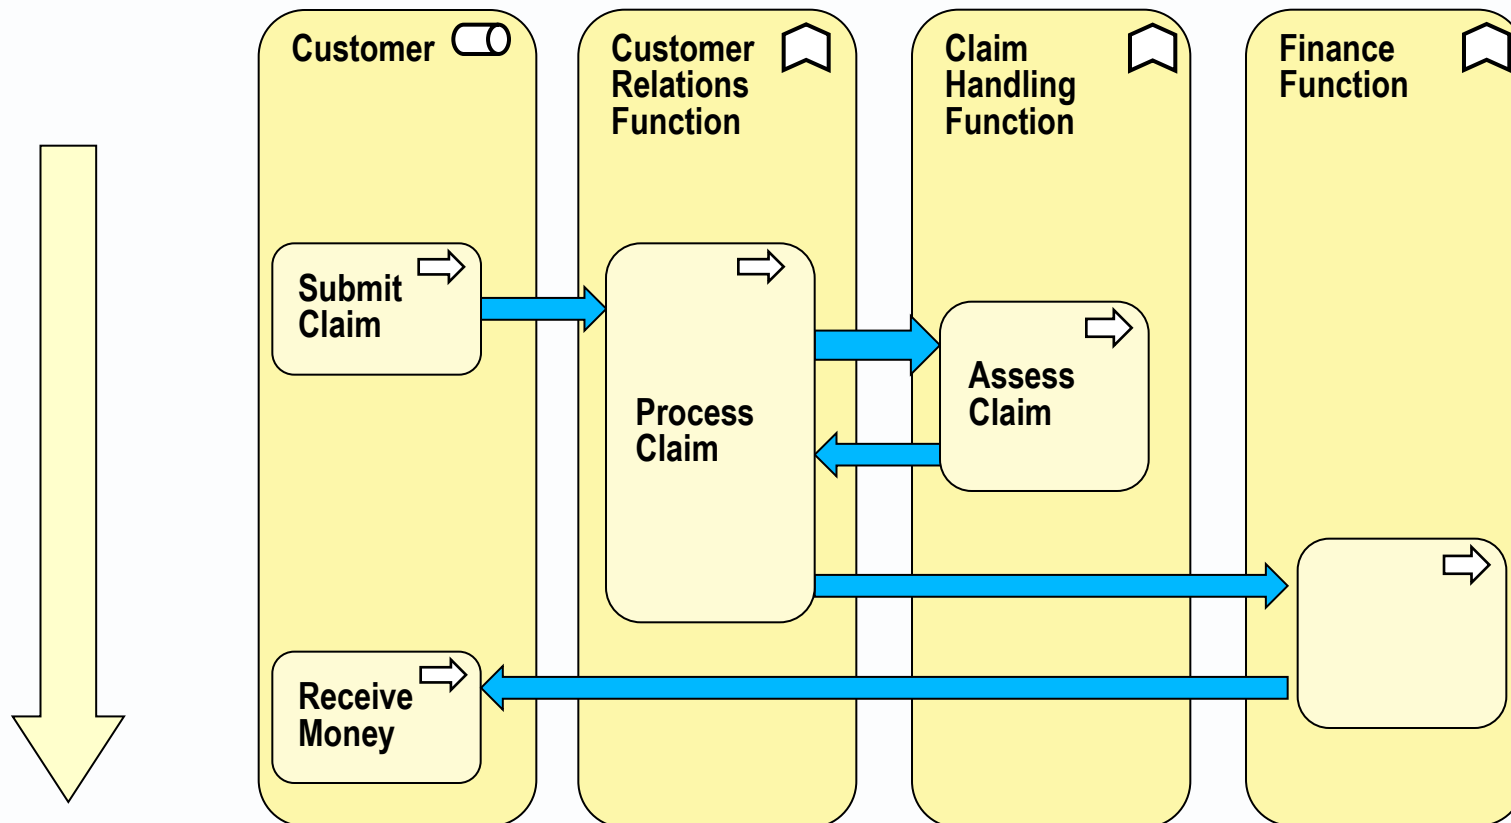 Customer
Customer
Relations
Function
Claim
Handling
Function
Finance
Function
Submit
Claim
Process
Claim
Assess
Claim
Receive
Money